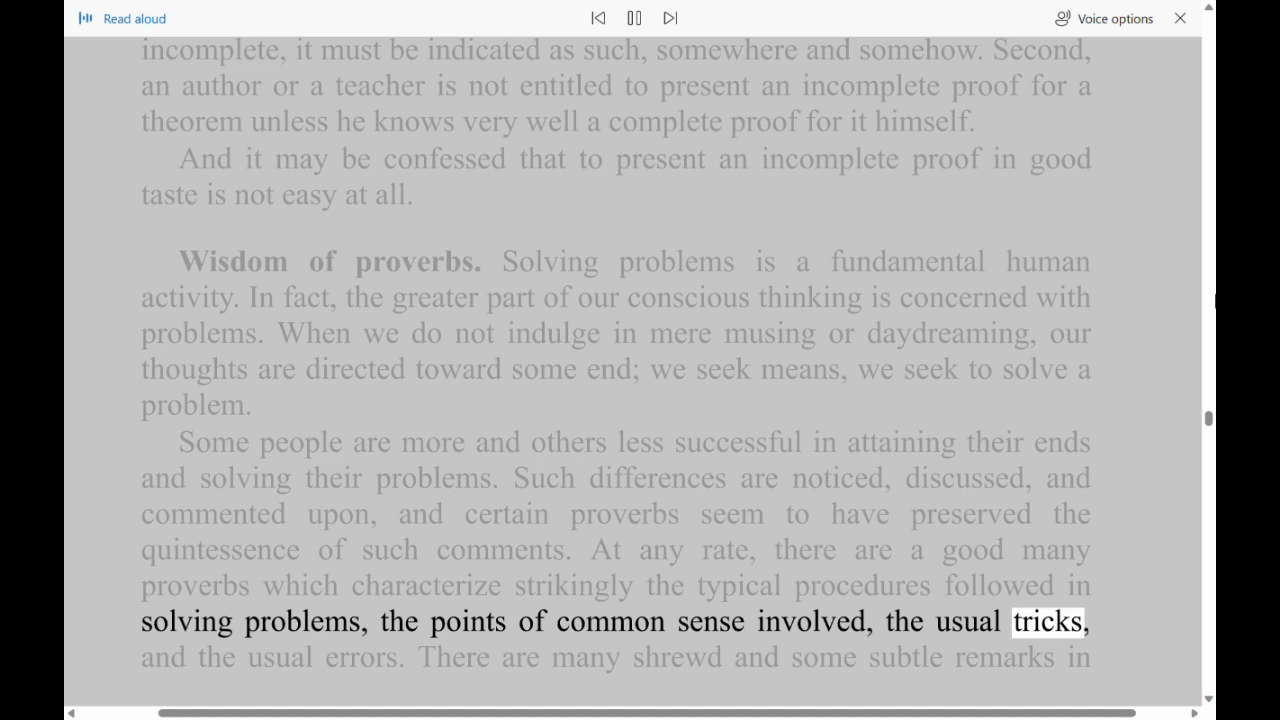 Read aloud
Voice options
incomplete, it must be indicated as such, somewhere and somehow. Second,
an author or a teacher is not entitled to present an incomplete proof for a
theorem unless he knows very well a complete proof for it himself.
And it may be confessed that to present an incomplete proof in good
taste is not easy at all.
Wisdom of proverbs. Solving problems is a fundamental human
activity. In fact, the greater part of our conscious thinking is concerned with
problems. When we do not indulge in mere musing or daydreaming, our
thoughts are directed toward some end; we seek means, we seek to solve a
problem.
Some people are more and others less successful in attaining their ends
and solving their problems. Such differences are noticed, discussed, and
commented upon, and certain proverbs seem to have preserved the
quintessence of such comments. At any rate, there are a good many
proverbs which characterize strikingly the typical procedures followed in
solving problems, the points of common sense involved, the usual tricks,
and the usual errors. There are many shrewd and some subtle remarks in